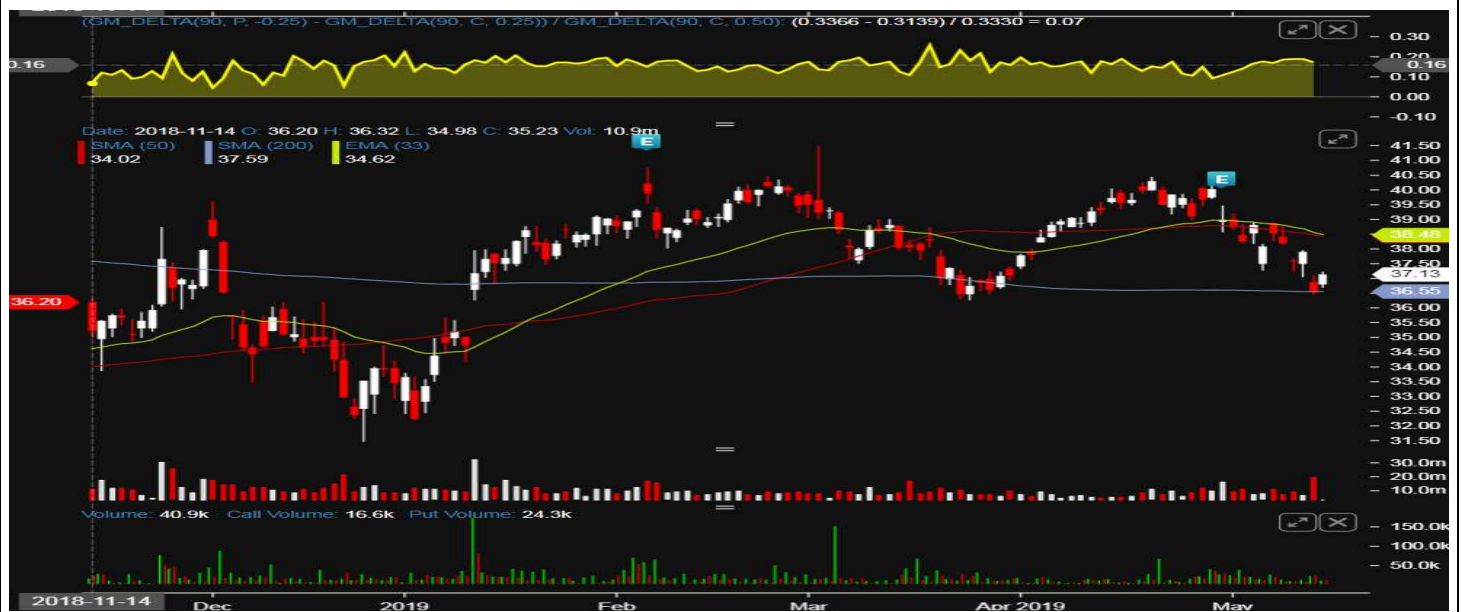 (GM_DELTA(90, P, -0.25) - GM_DELTA(90, C, 0.25)) / GM_DELTA(90, C, 0.50): (0.3366 - 0.3139) / 0.3330 = 0.07
0.30
0.20
0.16
0.16
0.10
0.00
-0.10
Date: 2018-11-14 O: 36.20 H: 36.32 L: 34.98 C: 35.23 Vol: 10.9m
SMA (50) SMA (200) EMA (33)
34.02 37.59 34.62
E
E
41.50
41.00
40.50
40.00
39.50
39.00
38.48
38.00
37.50
37.13
36.55
36.20
36.00
35.50
35.00
34.50
34.00
33.50
33.00
32.50
32.00
31.50
30.0m
20.0m
10.0m
Volume: 40.9k Call Volume: 16.6k Put Volume: 24.3k
150.0k
100.0k
50.0k
2018-11-14 Dec 2019 Feb Mar Apr 2019 May